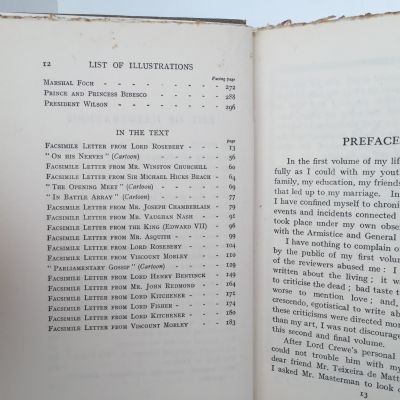 12 LIST OF ILLUSTRATIONS
Facing page
Marshal Foch - - - - - - - - 272
Prince and Princess Bibesco - - - - - 288
President Wilson - - - - - - - 296
IN THE TEXT
page
Facsimile Letter from Lord Rosebery - - - 13
"On his Nerves" (Cartoon) - - - - - 56
Facsimile Letter from Mr. Winston Churchill - - 60
Facsimile Letter from Sir Michael Hicks Beach - 64
"The Opening Meet" (Cartoon) - - - - 69
"In Battle Array" (Cartoon) - - - - 77
Facsimile Letter from Mr. Joseph Chamberlain - 79
Facsimile Letter from Mr. Vaughan Nash - - 91
Facsimile Letter from the King (Edward VII) - 96
Facsimile Letter from Mr. Asquith - - - 101
Facsimile Letter from Lord Rosebery - - - 104
Facsimile Letter from Viscount Morley - - - 121
"Parliamentary Gossip" (Cartoon) - - - - 129
Facsimile Letter from Lord Henry Bentinck - - 149
Facsimile Letter from Mr. John Redmond - - 164
Facsimile Letter from Lord Kitchener - - - 171
Facsimile Letter from Lord Fisher - - - - 174
Facsimile Letter from Lord Kitchener - - - 180
Facsimile Letter from Viscount Morley - - - 183
PREFACE
In the first volume of my life
fully as I could with my youth
family, my education, my friends
that led up to my marriage. In
I have confined myself to chronic
events and incidents connected
took place under my own obser
with the Armistice and General
I have nothing to complain o
by the public of my first volum
of the reviewers abused me: I
written about the living; it wa
to criticise the dead; bad taste t
worse to mention love; and,
crescendo, egotistical to write ab
these criticisms were directed mor
than my art, I was not discourage
this second and final volume.
After Lord Crewe's personal
could not trouble him with my
dear friend Mr. Teixeira de Matt
I asked Mr. Masterman to look o
13